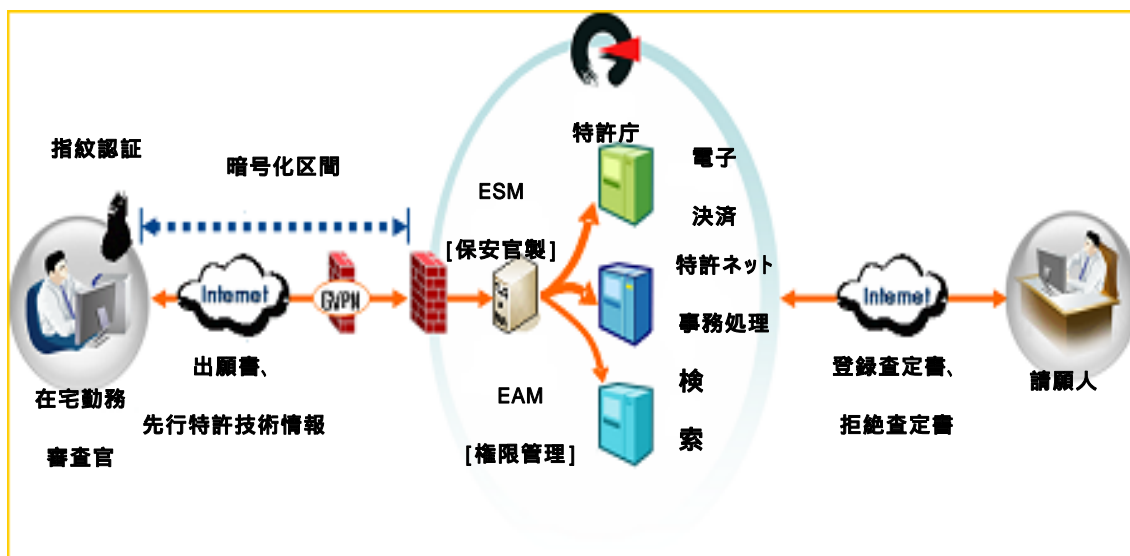 指紋認証
暗号化区間
Internet
GVPN
出願書、
先行特許技術情報
在宅勤務
審査官
特許庁
ESM
[保安官製]
EAM
[権限管理]
電子
決済
特許ネット
事務処理
検
索
Internet
登録査定書、
拒絶査定書
請願人